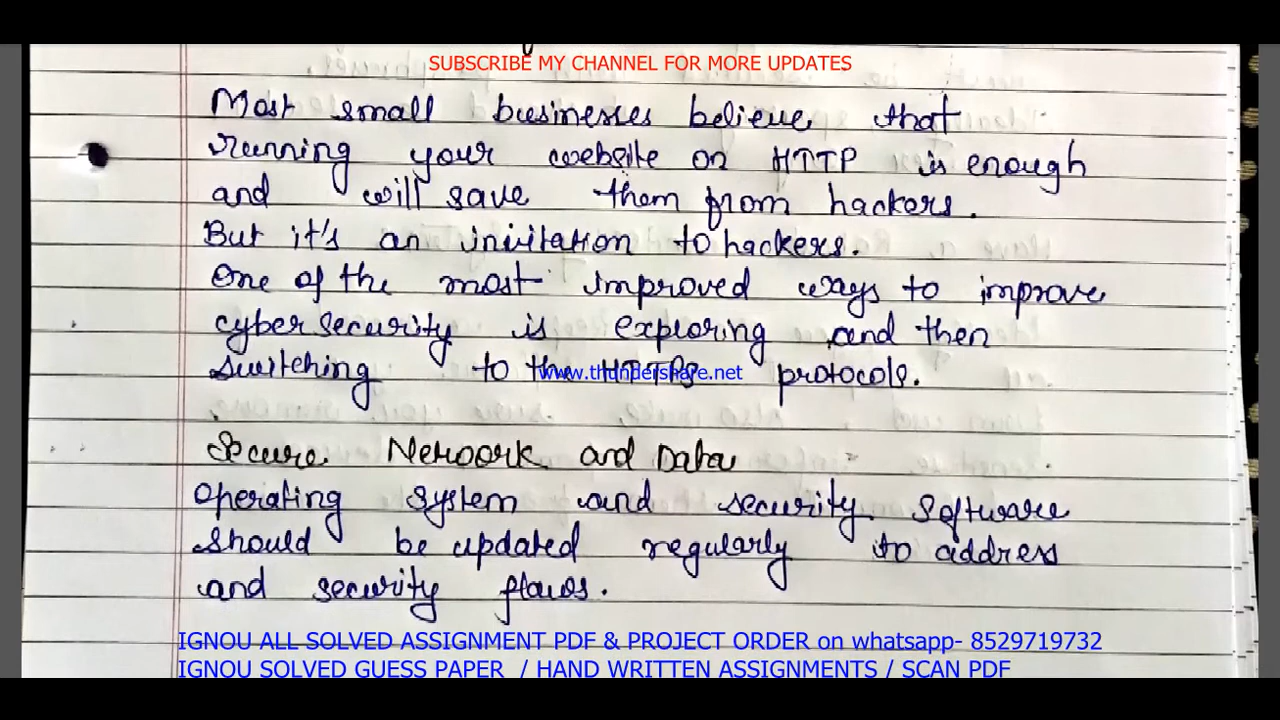 SUBSCRIBE MY CHANNEL FOR MORE UPDATES
Most small businesses believe that
running your website on HTTP is enough
and will save them from hackers.
But it's an invitation to hackers.
One of the most improved ways to improve
cybersecurity is exploring and then
switching to the HTTPS protocols.
www.thundershare.net
Secure Network and Data
Operating system and security software
should be updated regularly to address
and security flaws.
IGNOU ALL SOLVED ASSIGNMENT PDF & PROJECT ORDER on whatsapp- 8529719732
IGNOU SOLVED GUESS PAPER / HAND WRITTEN ASSIGNMENTS / SCAN PDF